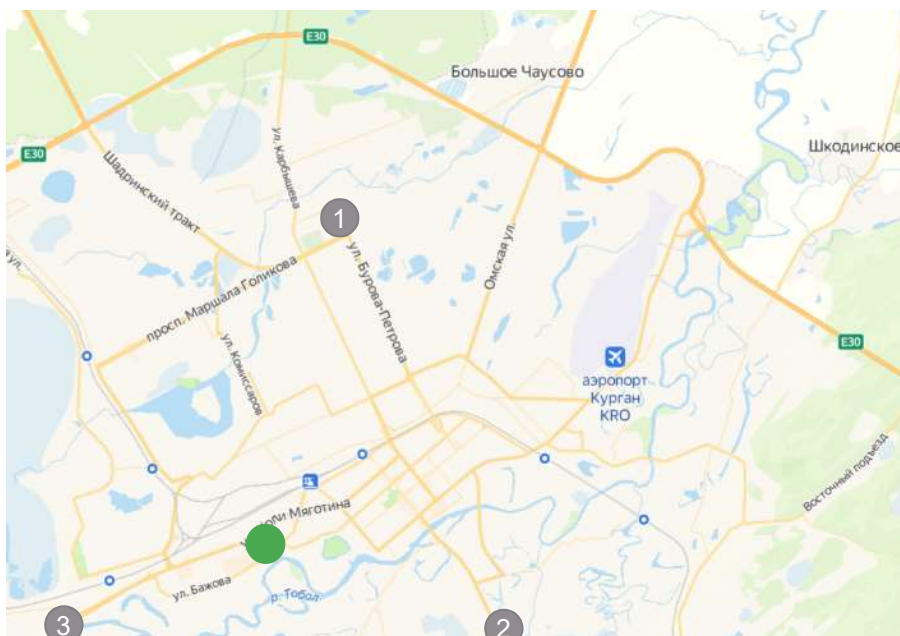 E30
Большое Чаусово
Шкодинское
E30
ул. Карбышева
Шадринский тракт
1
Омская ул.
ул.
просп. Маршала Голикова
ул. Бурова-Петрова
ул. Комиссаров
E30
аэропорт
Курган
KRO
Восточный подъезд
Мяготина
ул. Бажова
р. Тобол
3
2